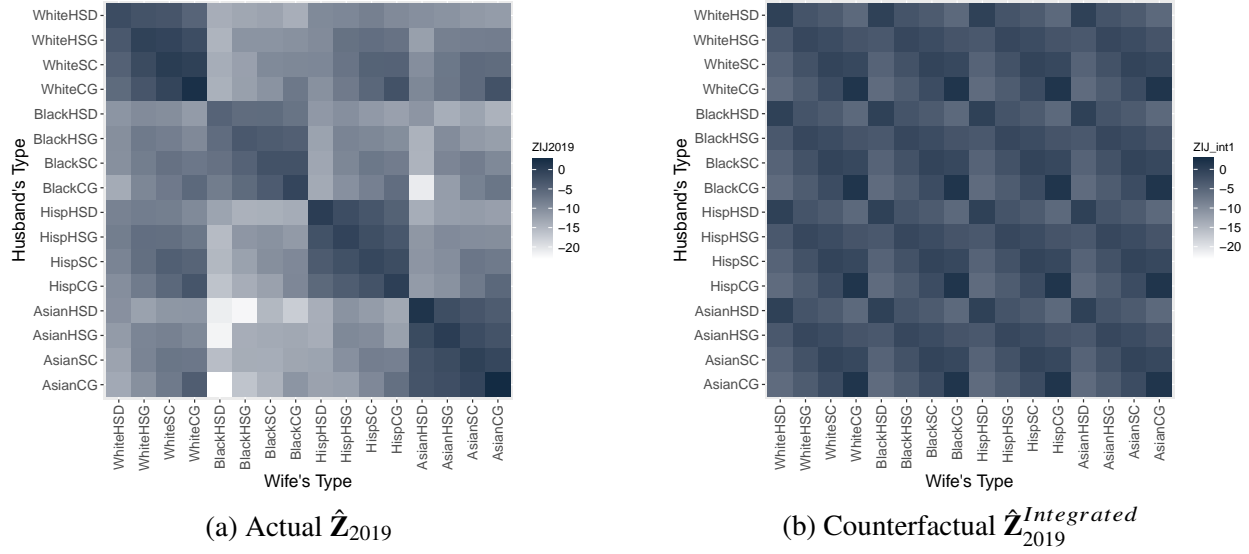 WhiteHSD
WhiteHSG
WhiteSC
WhiteCG
BlackHSD
BlackHSG
BlackSC
BlackCG
HispHSD
HispHSG
HispSC
HispCG
AsianHSD
AsianHSG
AsianSC
AsianCG
Husband's Type
WhiteHSD
WhiteHSG
WhiteSC
WhiteCG
BlackHSD
BlackHSG
BlackSC
BlackCG
HispHSD
HispHSG
HispSC
HispCG
AsianHSD
AsianHSG
AsianSC
AsianCG
Wife's Type
ZIJ2019
0
−5
−10
−15
−20
(a) Actual Ẑ2019
WhiteHSD
WhiteHSG
WhiteSC
WhiteCG
BlackHSD
BlackHSG
BlackSC
BlackCG
HispHSD
HispHSG
HispSC
HispCG
AsianHSD
AsianHSG
AsianSC
AsianCG
Husband's Type
WhiteHSD
WhiteHSG
WhiteSC
WhiteCG
BlackHSD
BlackHSG
BlackSC
BlackCG
HispHSD
HispHSG
HispSC
HispCG
AsianHSD
AsianHSG
AsianSC
AsianCG
Wife's Type
ZIJ_int1
0
−5
−10
−15
−20
(b) Counterfactual Ẑ2019 Integrated